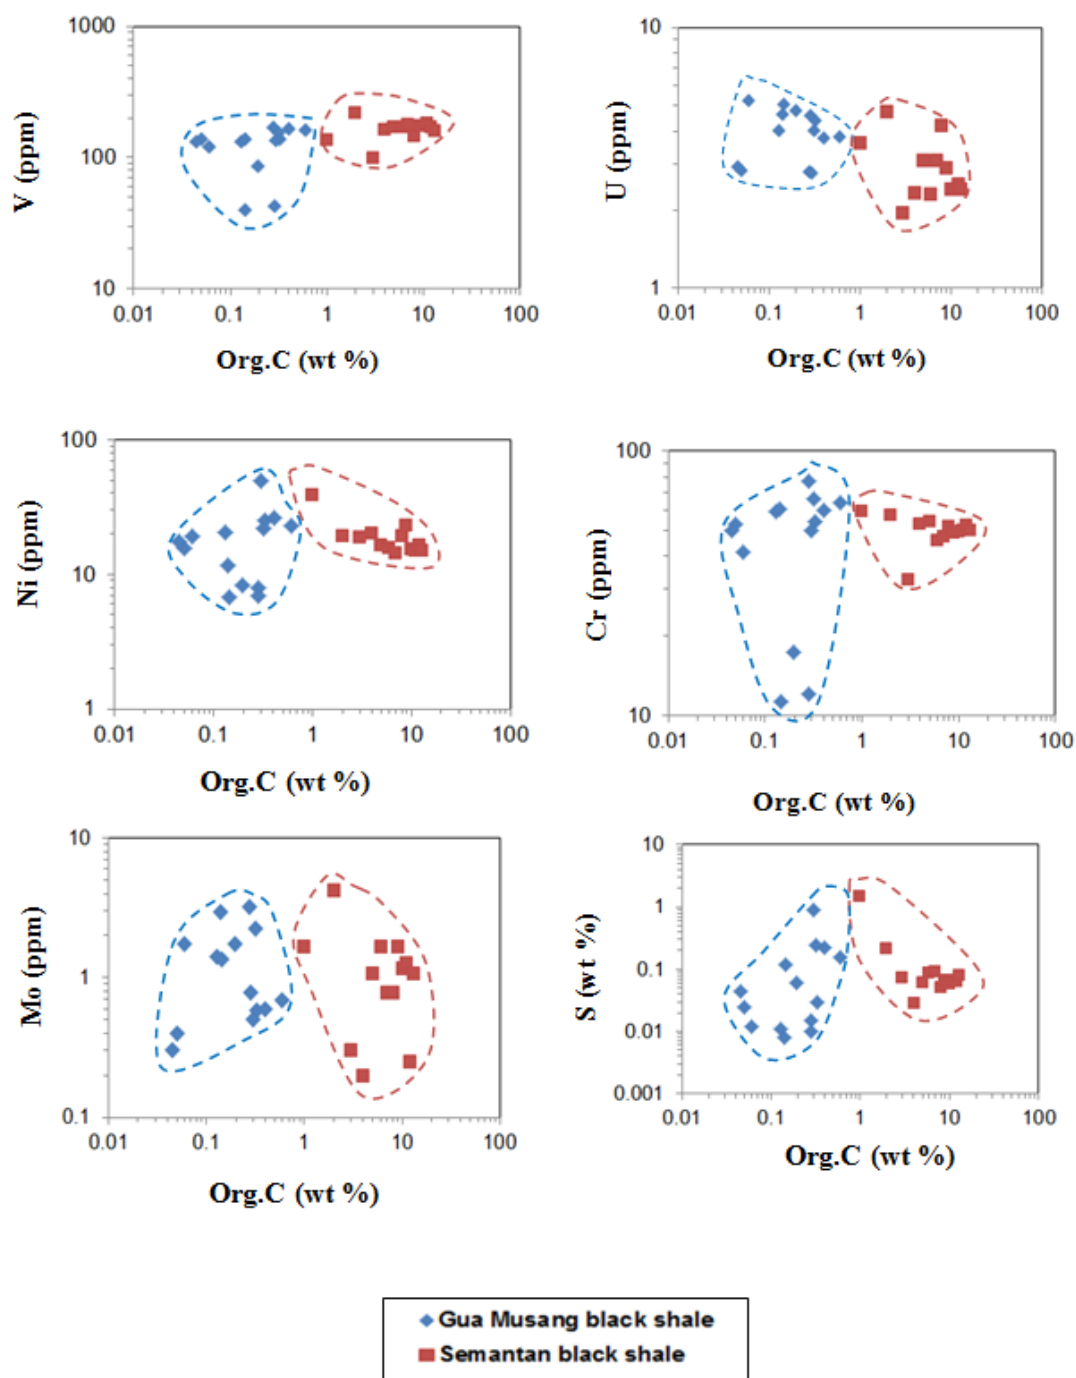 1000
100
10
V (ppm)
0.01 0.1 1 10 100
Org.C (wt %)
10
1
U (ppm)
0.01 0.1 1 10 100
Org.C (wt %)
100
10
1
Ni (ppm)
0.01 0.1 1 10 100
Org.C (wt %)
100
10
Cr (ppm)
0.01 0.1 1 10 100
Org.C (wt %)
10
1
0.1
Mo (ppm)
0.01 0.1 1 10 100
Org.C (wt %)
10
1
0.1
0.01
0.001
S (wt %)
0.01 0.1 1 10 100
Org.C (wt %)
Gua Musang black shale
Semantan black shale